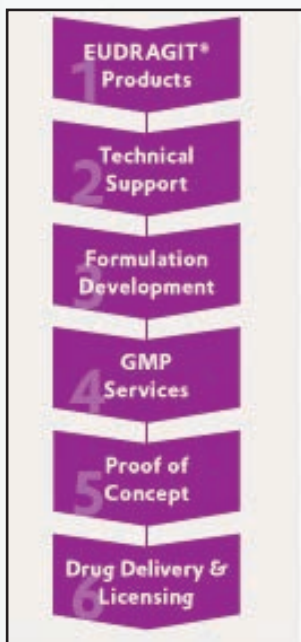 1
EUDRAGIT®
Products
2
Technical
Support
3
Formulation
Development
4
GMP
Services
5
Proof of
Concept
6
Drug Delivery &
Licensing